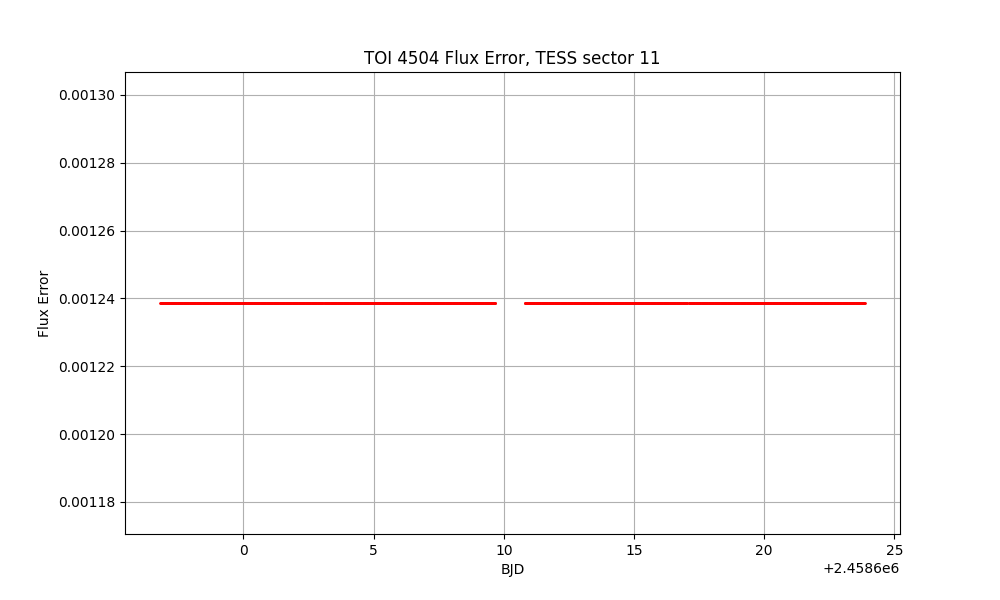 TOI 4504 Flux Error, TESS sector 11
0.00130
0.00128
0.00126
0.00124
0.00122
0.00120
0.00118
Flux Error
0 5 10 15 20 25
BJD
+2.4586e6